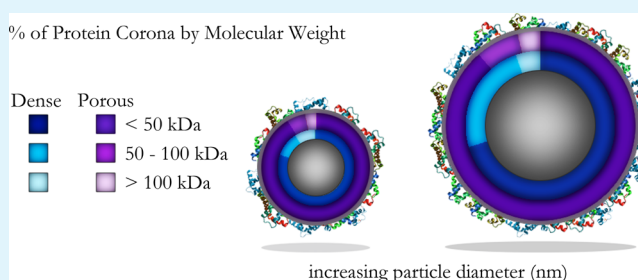 % of Protein Corona by Molecular Weight
Dense Porous
< 50 kDa
50 - 100 kDa
> 100 kDa
increasing particle diameter (nm)